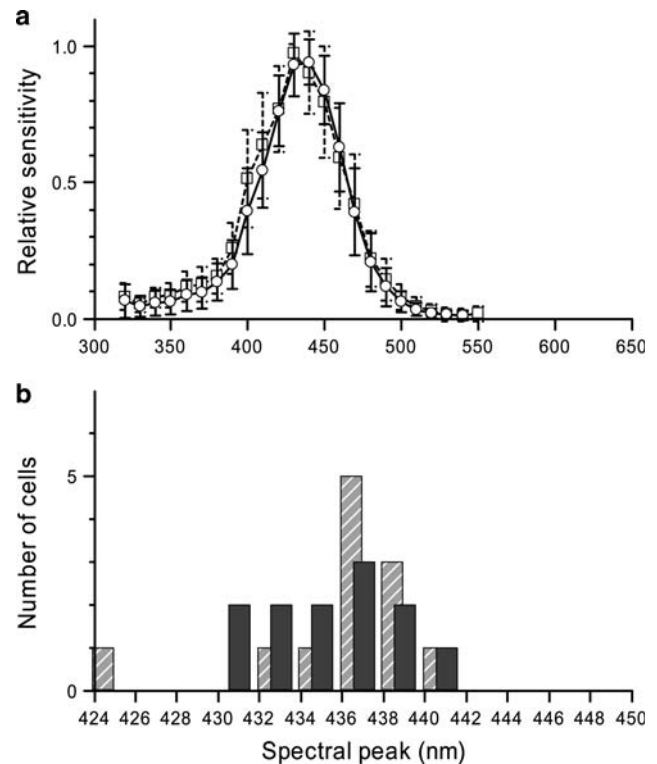 a
1.0
0.5
0.0
Relative sensitivity
300 350 400 450 500 550 600 650
b
5
0
Number of cells
424 426 428 430 432 434 436 438 440 442 444 446 448 450
Spectral peak (nm)